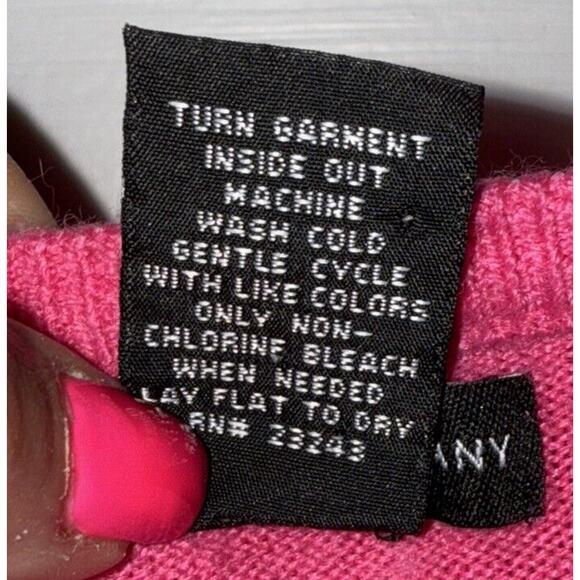 TURN GARMENT
INSIDE OUT
MACHINE
WASH COLD
GENTLE CYCLE
WITH LIKE COLORS
ONLY NON-
CHLORINE BLEACH
WHEN NEEDED
LAY FLAT TO DRY
RN# 23243
ANY